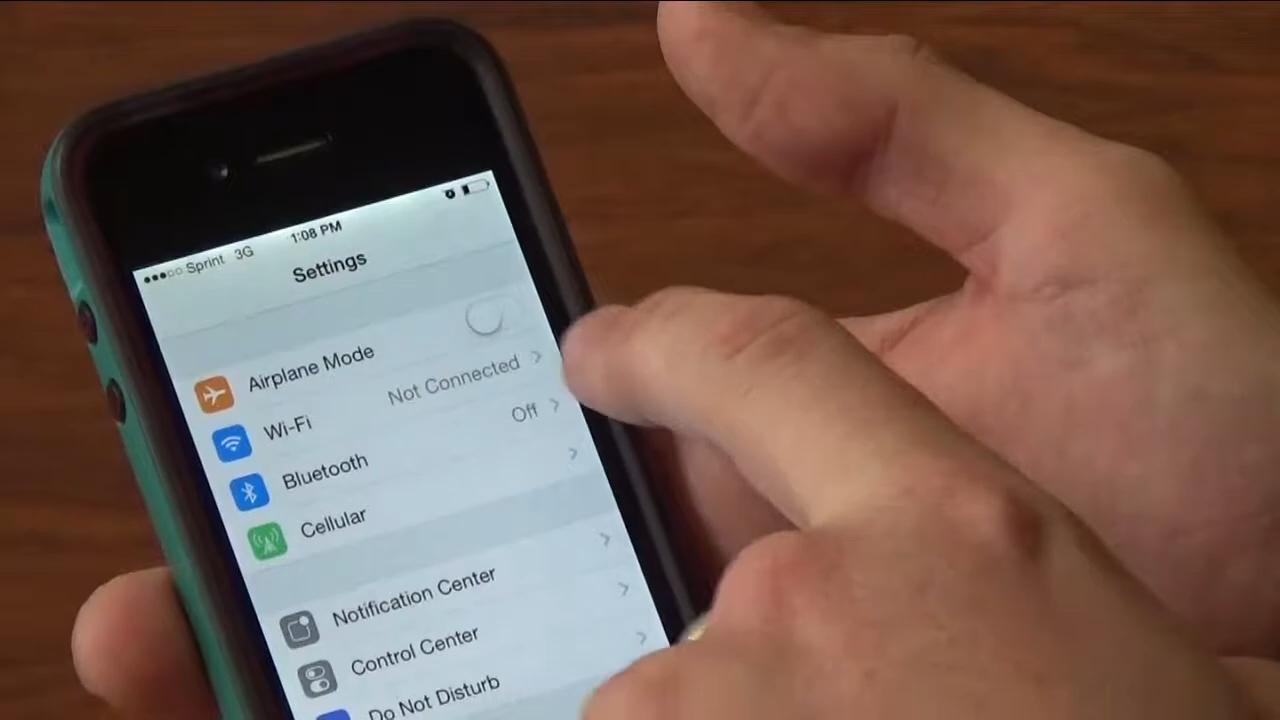 Sprint 3G 1:08 PM
Settings
Airplane Mode
Wi-Fi Not Connected
Bluetooth Off
Cellular
Notification Center
Control Center
Do Not Disturb